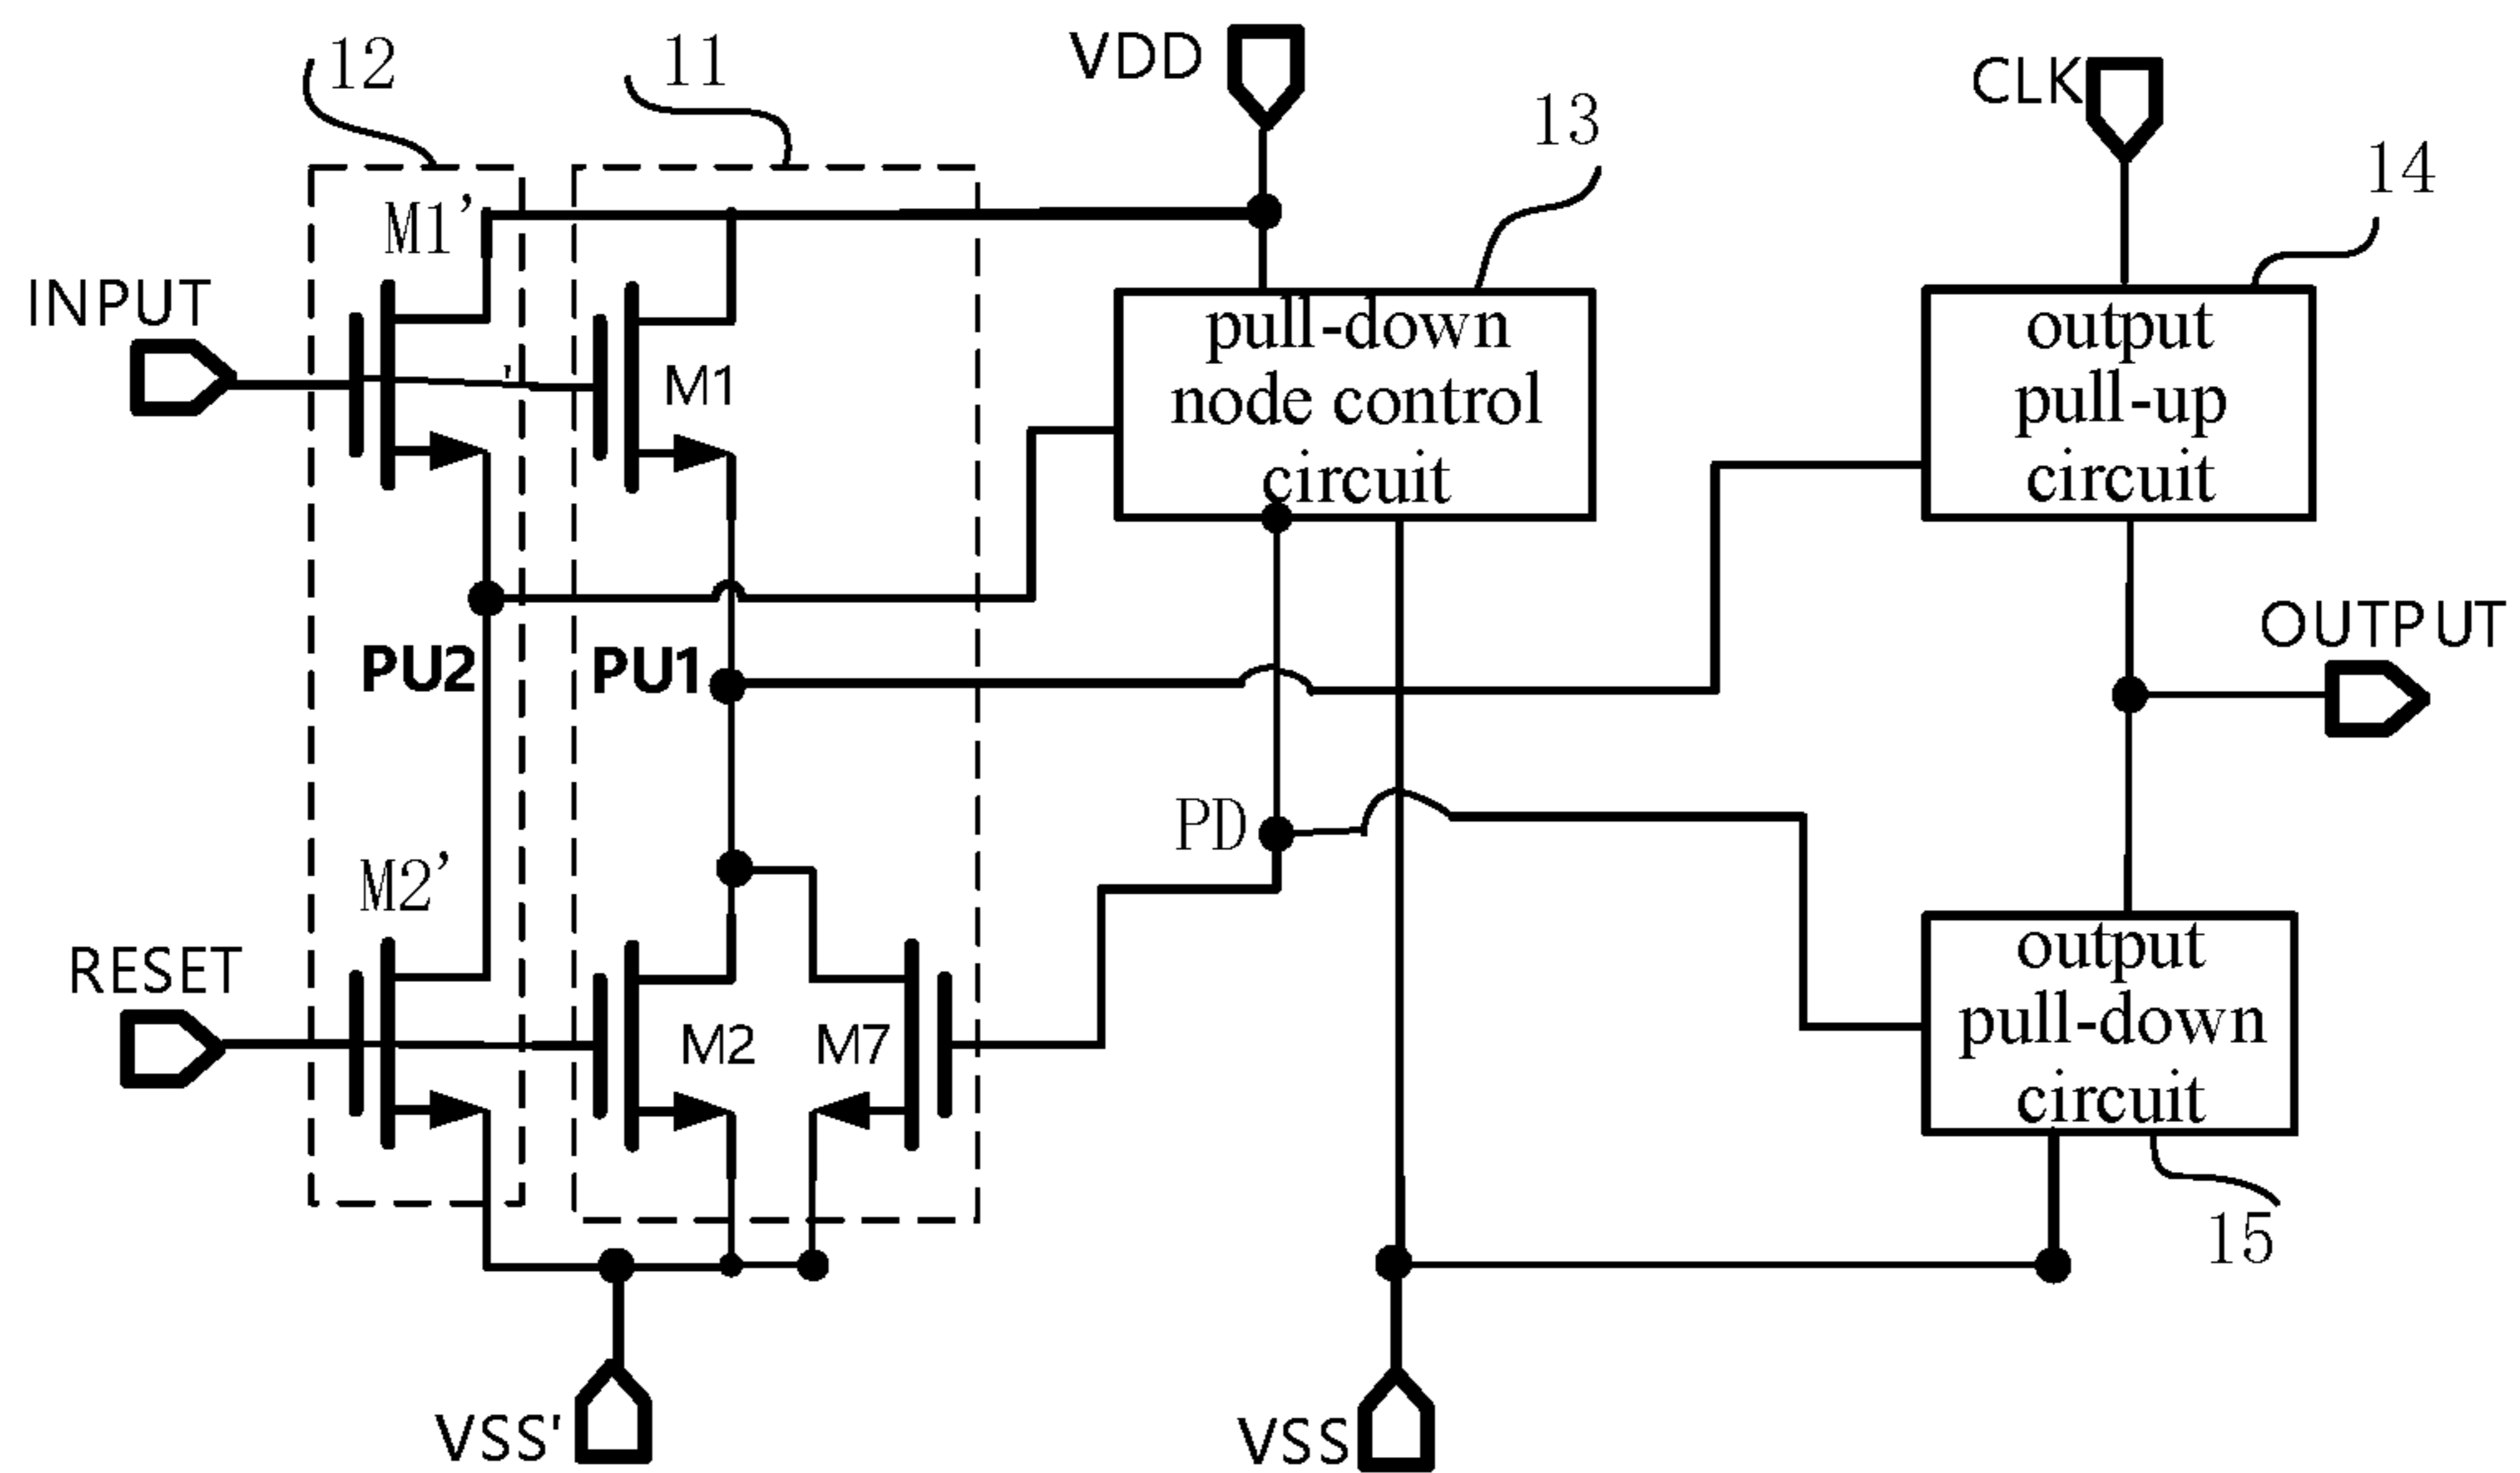 12
11
VDD
CLK
13
14
M1'
INPUT
'
M1
pull-down
node control
circuit
output
pull-up
circuit
OUTPUT
PU2
PU1
PD
M2'
RESET
M2
M7
output
pull-down
circuit
15
VSS'
VSS